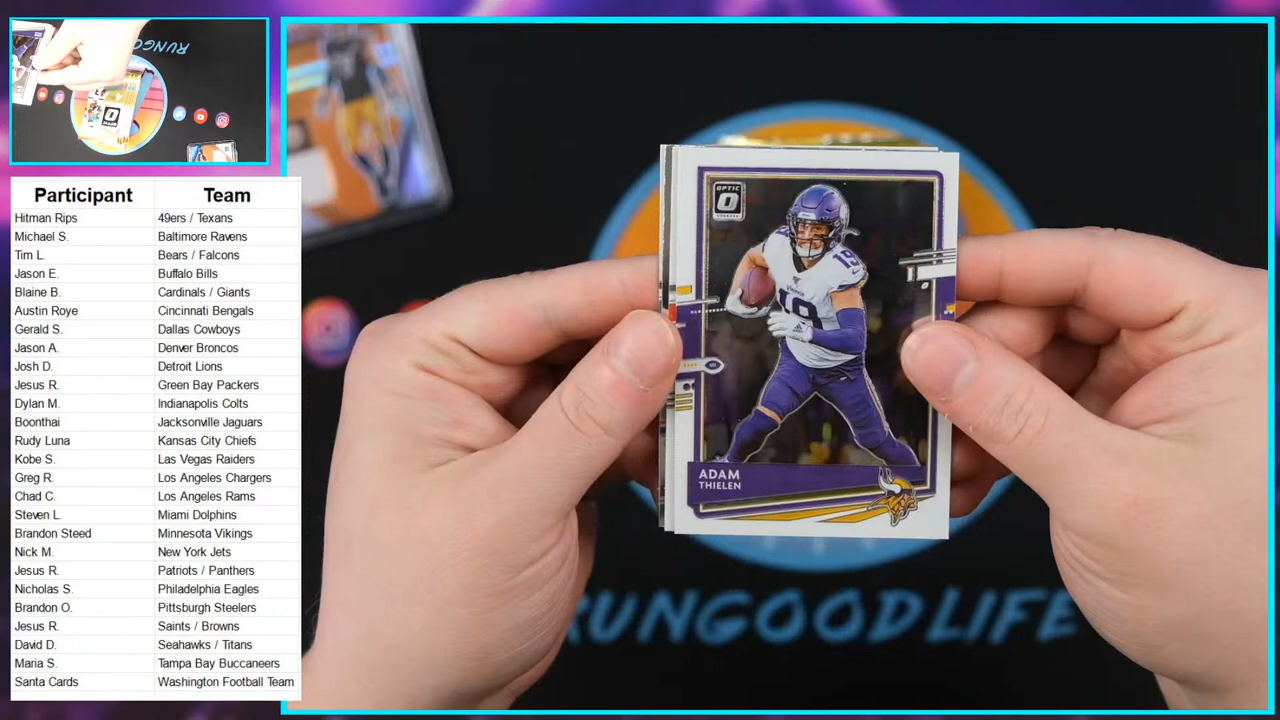 RUNGOOD
Participant Team
Hitman Rips 49ers / Texans
Michael S. Baltimore Ravens
Tim L. Bears / Falcons
Jason E. Buffalo Bills
Blaine B. Cardinals / Giants
Austin Roye Cincinnati Bengals
Gerald S. Dallas Cowboys
Jason A. Denver Broncos
Josh D. Detroit Lions
Jesus R. Green Bay Packers
Dylan M. Indianapolis Colts
Boonthai Jacksonville Jaguars
Rudy Luna Kansas City Chiefs
Kobe S. Las Vegas Raiders
Greg R. Los Angeles Chargers
Chad C. Los Angeles Rams
Steven L. Miami Dolphins
Brandon Steed Minnesota Vikings
Nick M. New York Jets
Jesus R. Patriots / Panthers
Nicholas S. Philadelphia Eagles
Brandon O. Pittsburgh Steelers
Jesus R. Saints / Browns
David D. Seahawks / Titans
Maria S. Tampa Bay Buccaneers
Santa Cards Washington Football Team
OPTIC
19
19
ADAM
THIELEN
RUNGOODLIFE